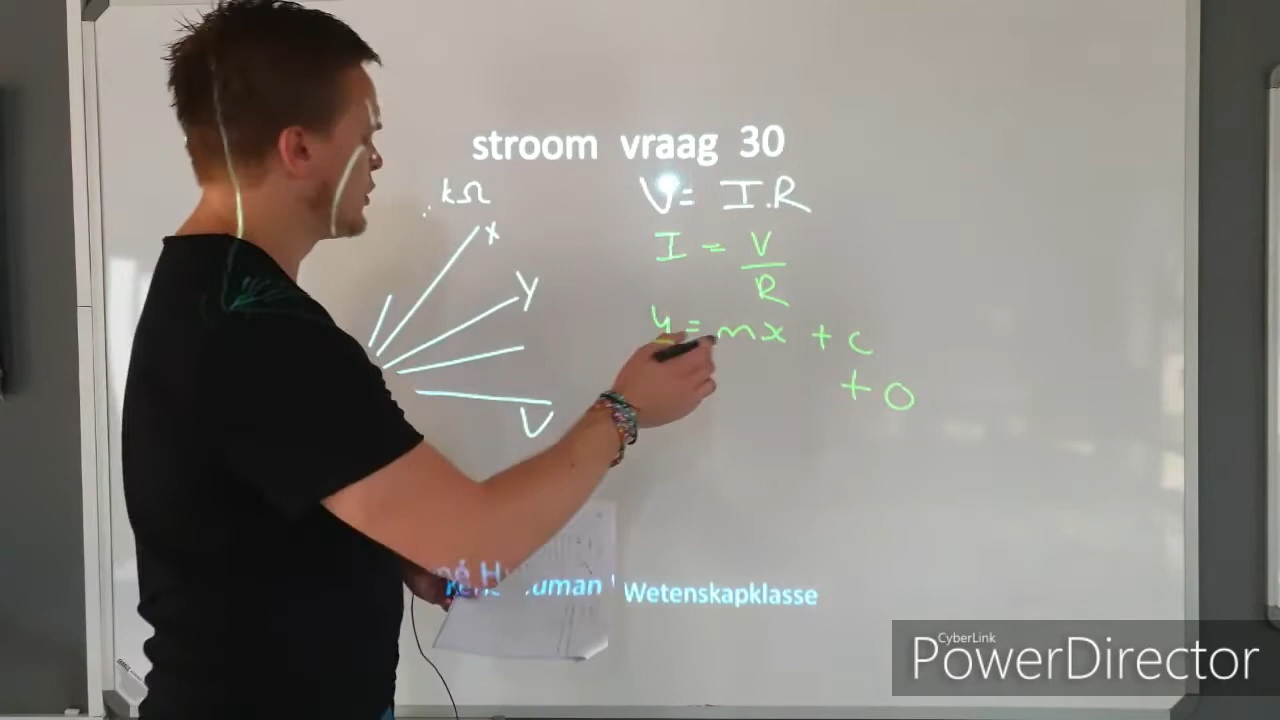 stroom vraag 30
kΩ
V = I.R
x
I = V/R
y
y = mx + c
+ 0
V
Wetenskapklasse
CyberLink
PowerDirector